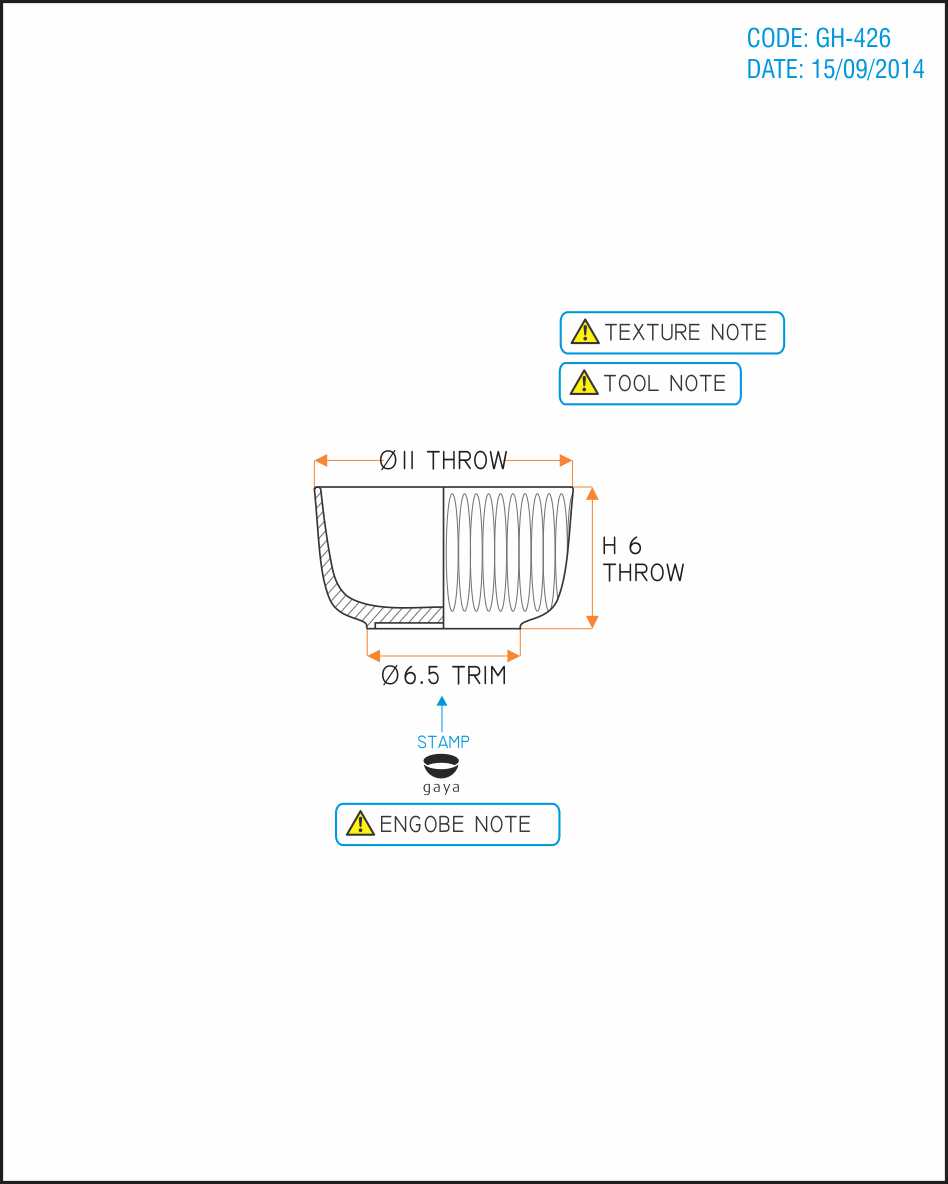 CODE: GH-426
DATE: 15/09/2014
TEXTURE NOTE
TOOL NOTE
Ø11 THROW
H 6
THROW
Ø6.5 TRIM
STAMP
gaya
ENGOBE NOTE